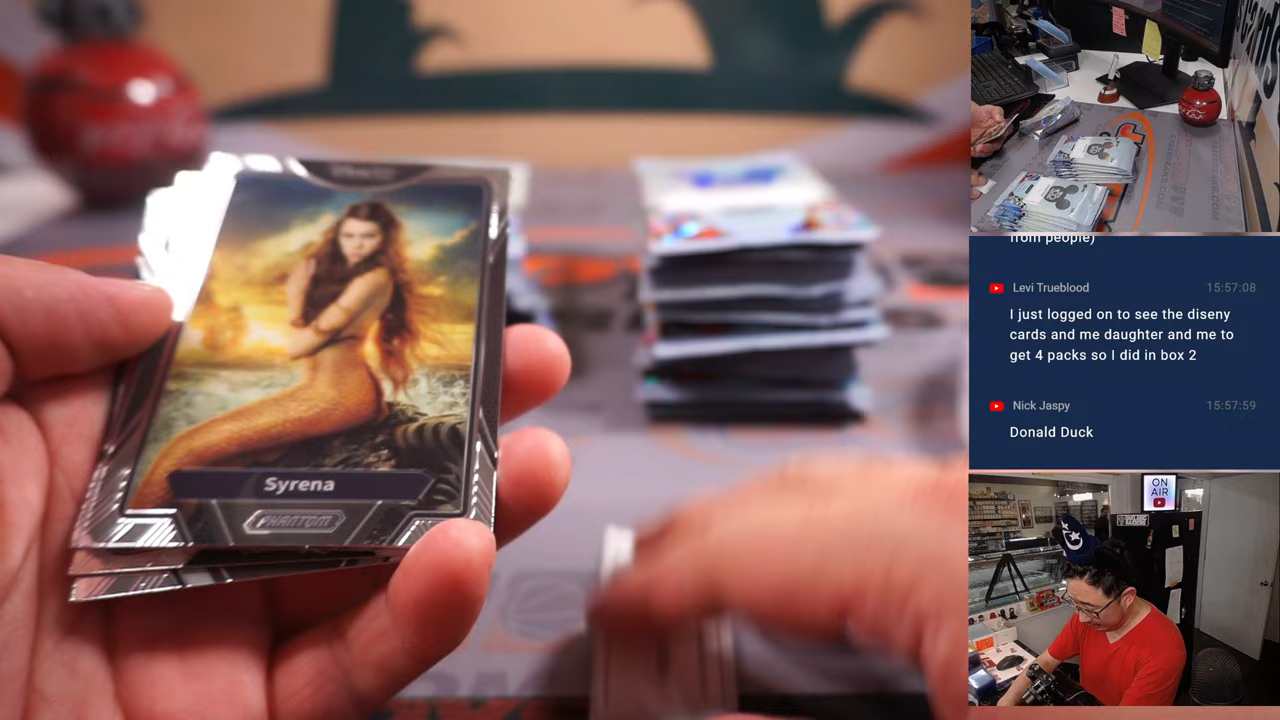 Syrena
PHANTOM
from people)
Levi Trueblood 15:57:08
I just logged on to see the diseny
cards and me daughter and me to
get 4 packs so I did in box 2
Nick Jaspy 15:57:59
Donald Duck
ON
AIR